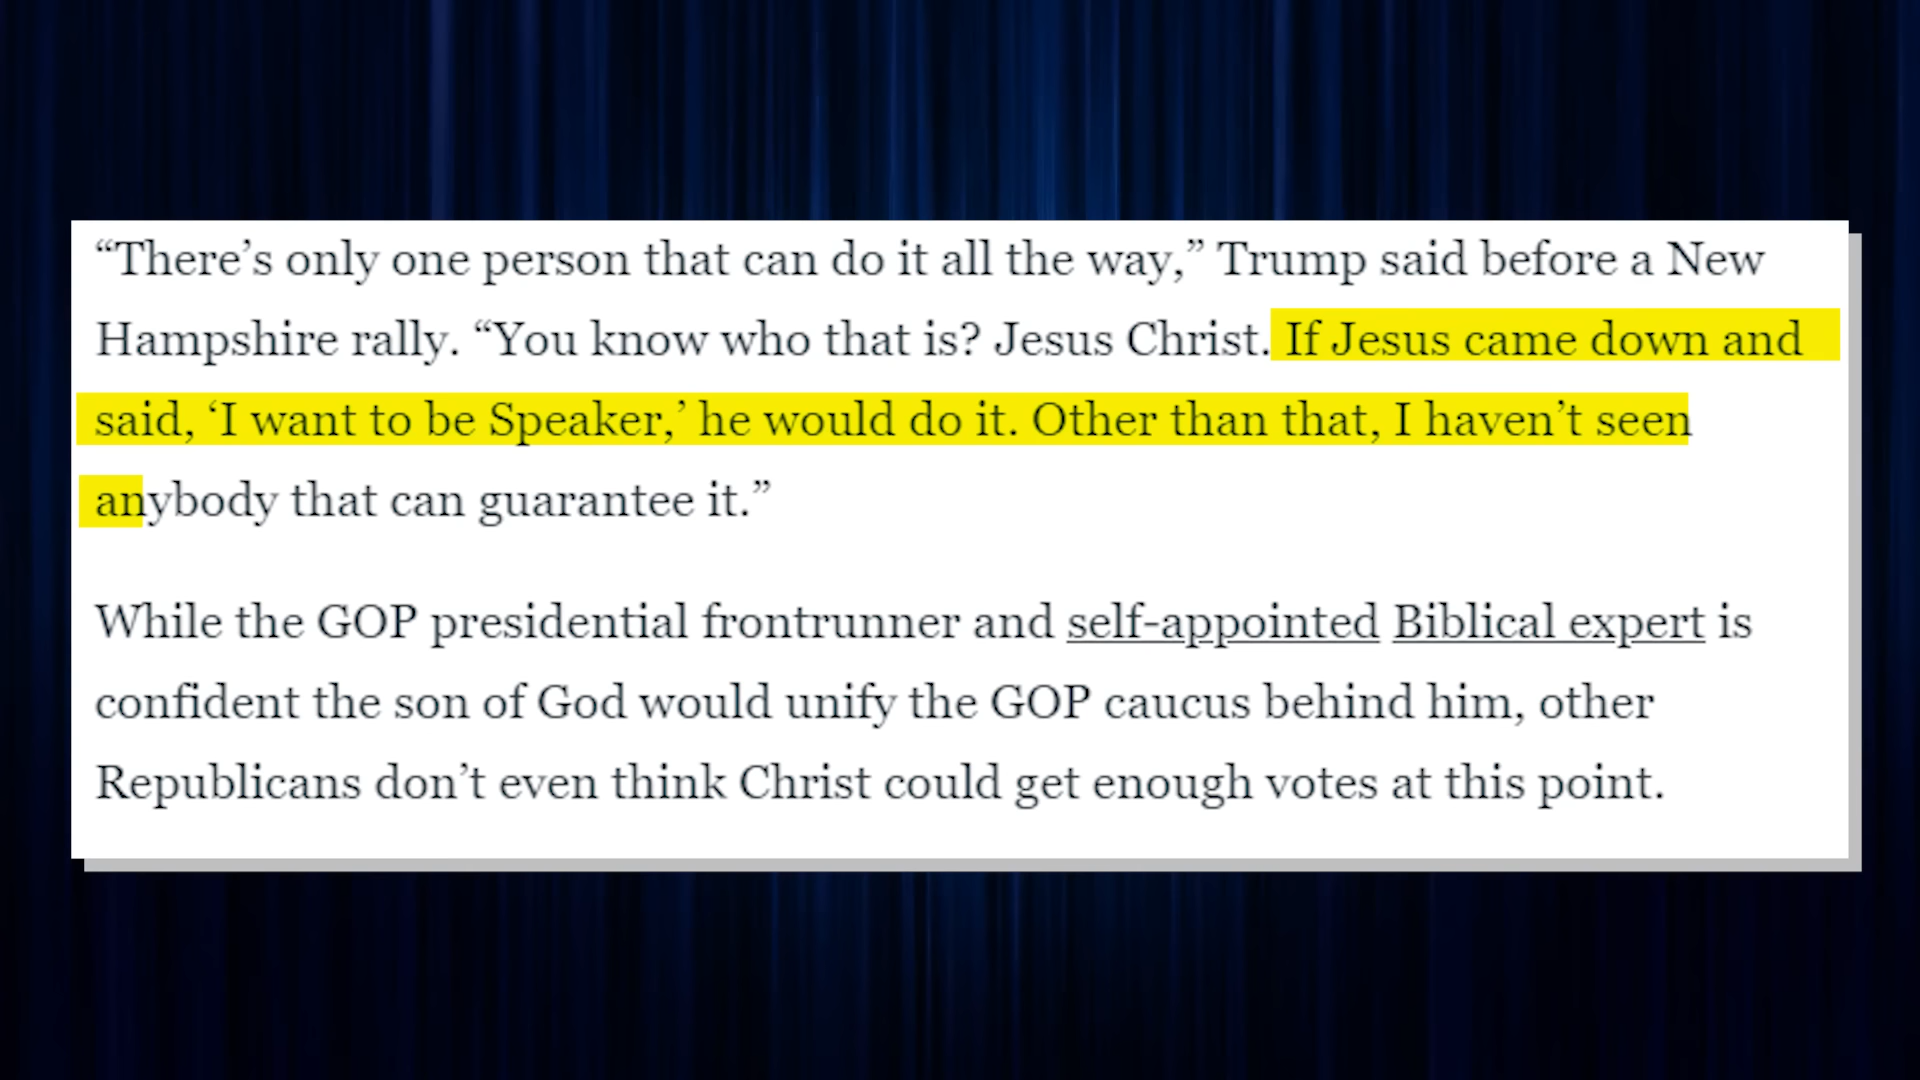 “There’s only one person that can do it all the way,” Trump said before a New
Hampshire rally. “You know who that is? Jesus Christ. If Jesus came down and
said, ‘I want to be Speaker,’ he would do it. Other than that, I haven’t seen
anybody that can guarantee it.”
While the GOP presidential frontrunner and self-appointed Biblical expert is
confident the son of God would unify the GOP caucus behind him, other
Republicans don’t even think Christ could get enough votes at this point.